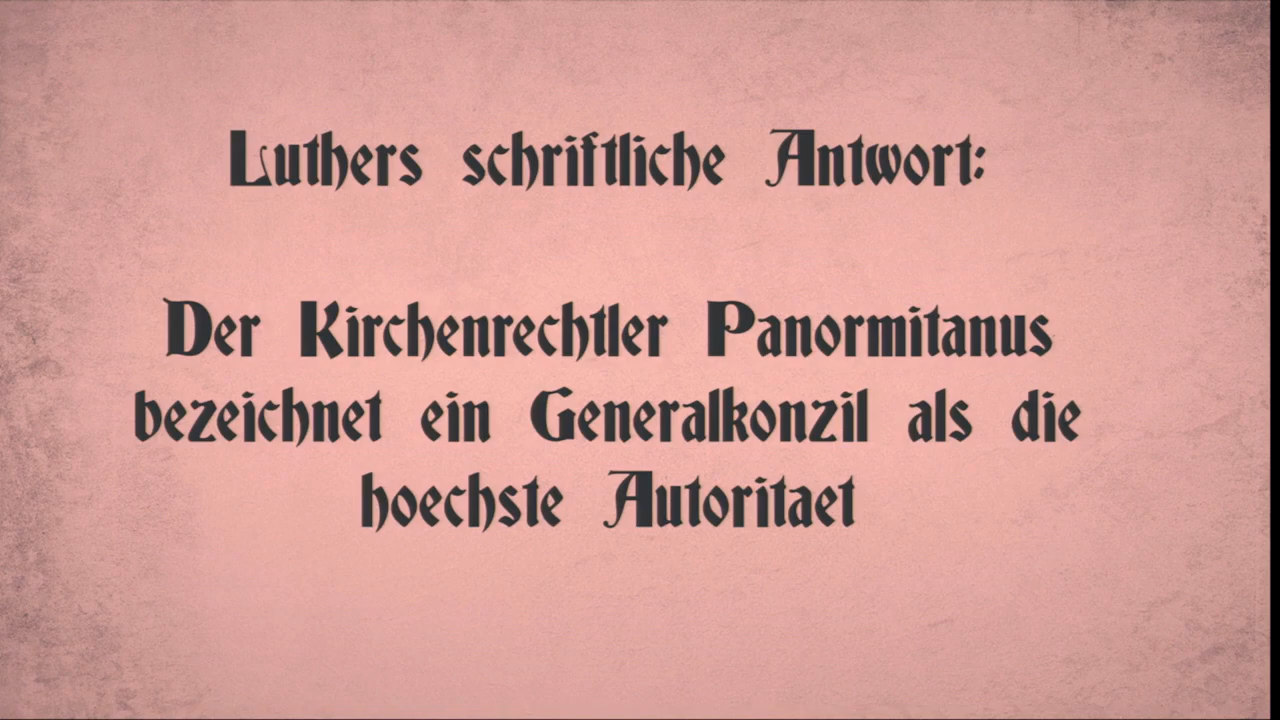 Luthers schriftliche Antwort:
Der Kirchenrechtler Panormitanus
bezeichnet ein Generalkonzil als die
hoechste Autoritaet